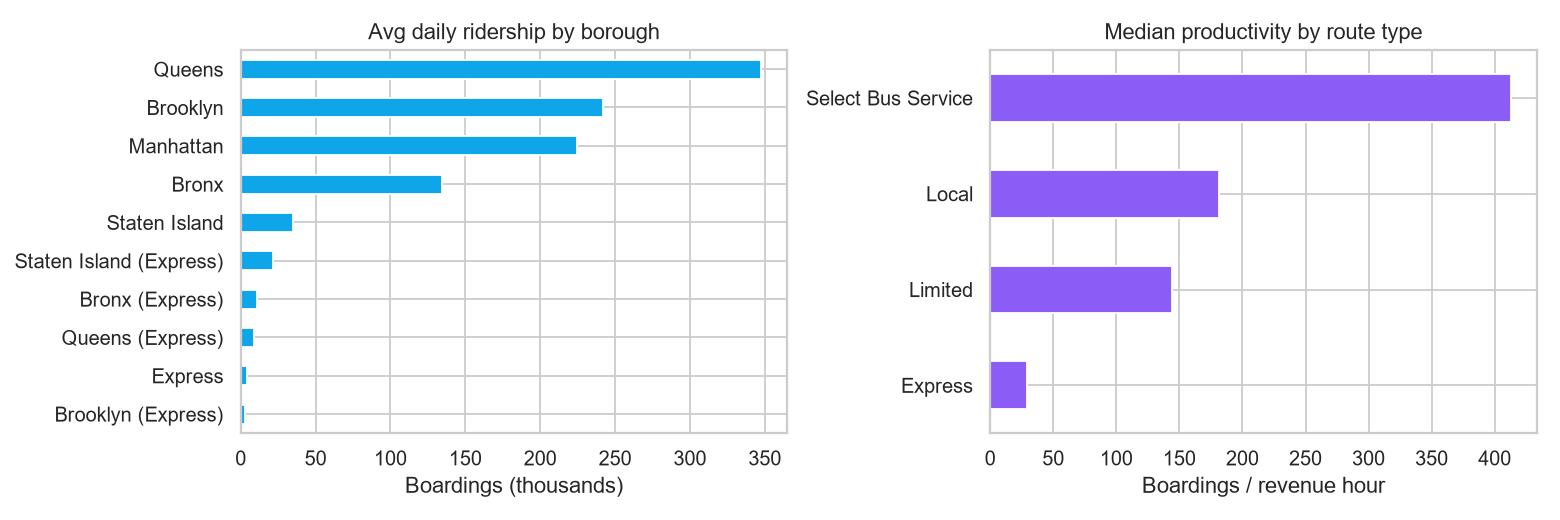 Avg daily ridership by borough
Queens
Brooklyn
Manhattan
Bronx
Staten Island
Staten Island (Express)
Bronx (Express)
Queens (Express)
Express
Brooklyn (Express)
0 50 100 150 200 250 300 350
Boardings (thousands)
Median productivity by route type
Select Bus Service
Local
Limited
Express
0 50 100 150 200 250 300 350 400
Boardings / revenue hour